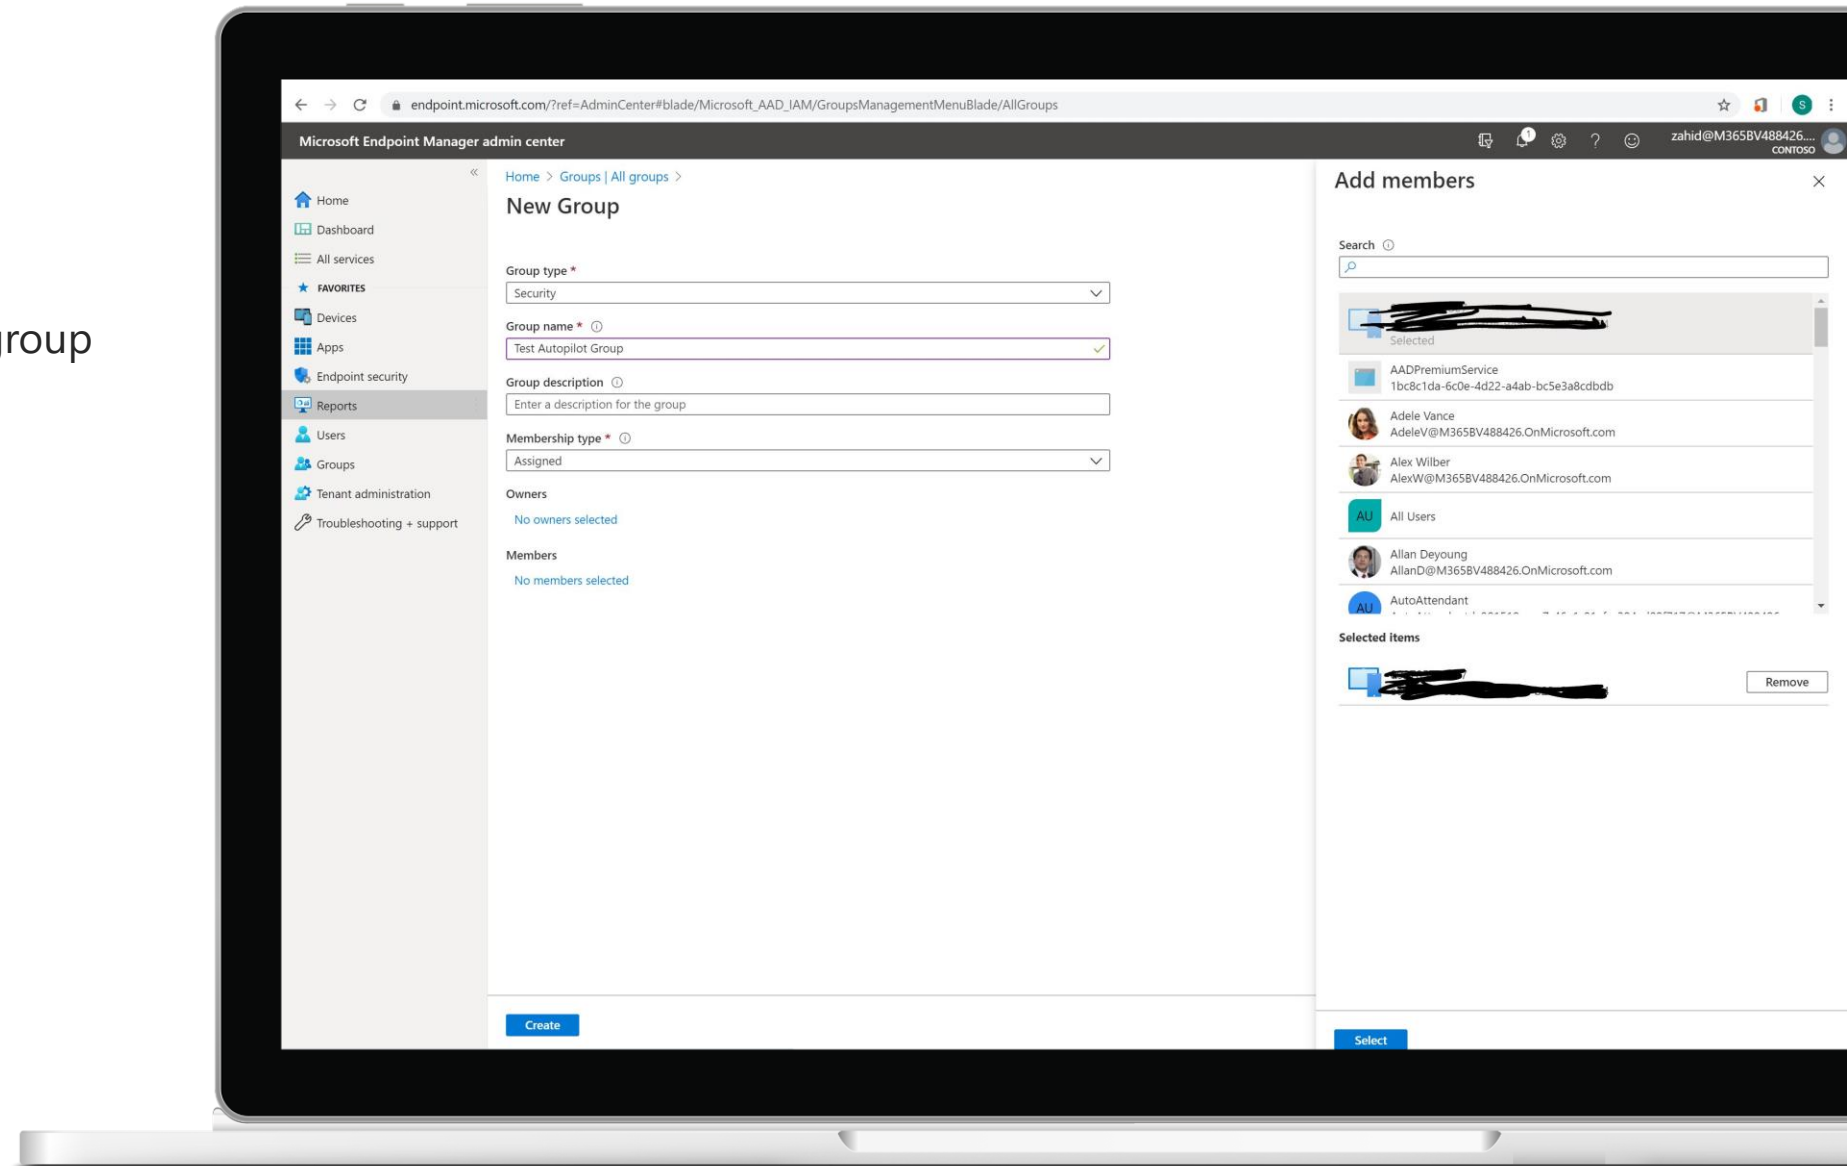 group
endpoint.microsoft.com/?ref=AdminCenter#blade/Microsoft_AAD_IAM/GroupsManagementMenuBlade/AllGroups
S
Microsoft Endpoint Manager admin center
1
?
zahid@M365BV488426....
CONTOSO
«
Home
Dashboard
All services
FAVORITES
Devices
Apps
Endpoint security
Reports
Users
Groups
Tenant administration
Troubleshooting + support
Home > Groups | All groups >
New Group
Group type *
Security
Group name *
Test Autopilot Group
Group description
Enter a description for the group
Membership type *
Assigned
Owners
No owners selected
Members
No members selected
Create
Add members
Search
Selected
AADPremiumService
1bc8c1da-6c0e-4d22-a4ab-bc5e3a8cdbdb
Adele Vance
AdeleV@M365BV488426.OnMicrosoft.com
Alex Wilber
AlexW@M365BV488426.OnMicrosoft.com
AU
All Users
Allan Deyoung
AllanD@M365BV488426.OnMicrosoft.com
AU
AutoAttendant
Selected items
Remove
Select